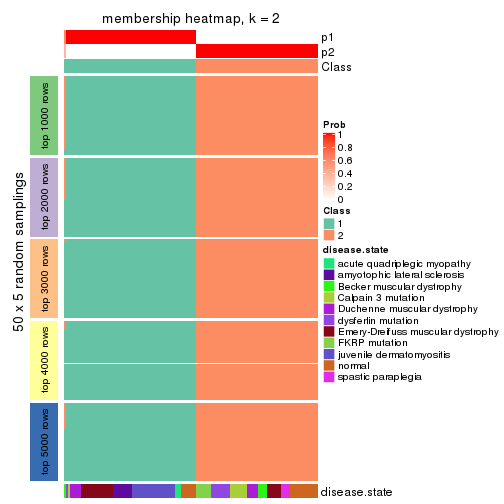 membership heatmap, k = 2
p1
p2
Class
50 x 5 random samplings
top 1000 rows
top 2000 rows
top 3000 rows
top 4000 rows
top 5000 rows
Prob
1
0.8
0.6
0.4
0.2
0
Class
1
2
disease.state
acute quadriplegic myopathy
amyotophic lateral sclerosis
Becker muscular dystrophy
Calpain 3 mutation
Duchenne muscular dystrophy
dysferlin mutation
Emery-Dreifuss muscular dystrophy
FKRP mutation
juvenile dermatomyositis
normal
spastic paraplegia
disease.state